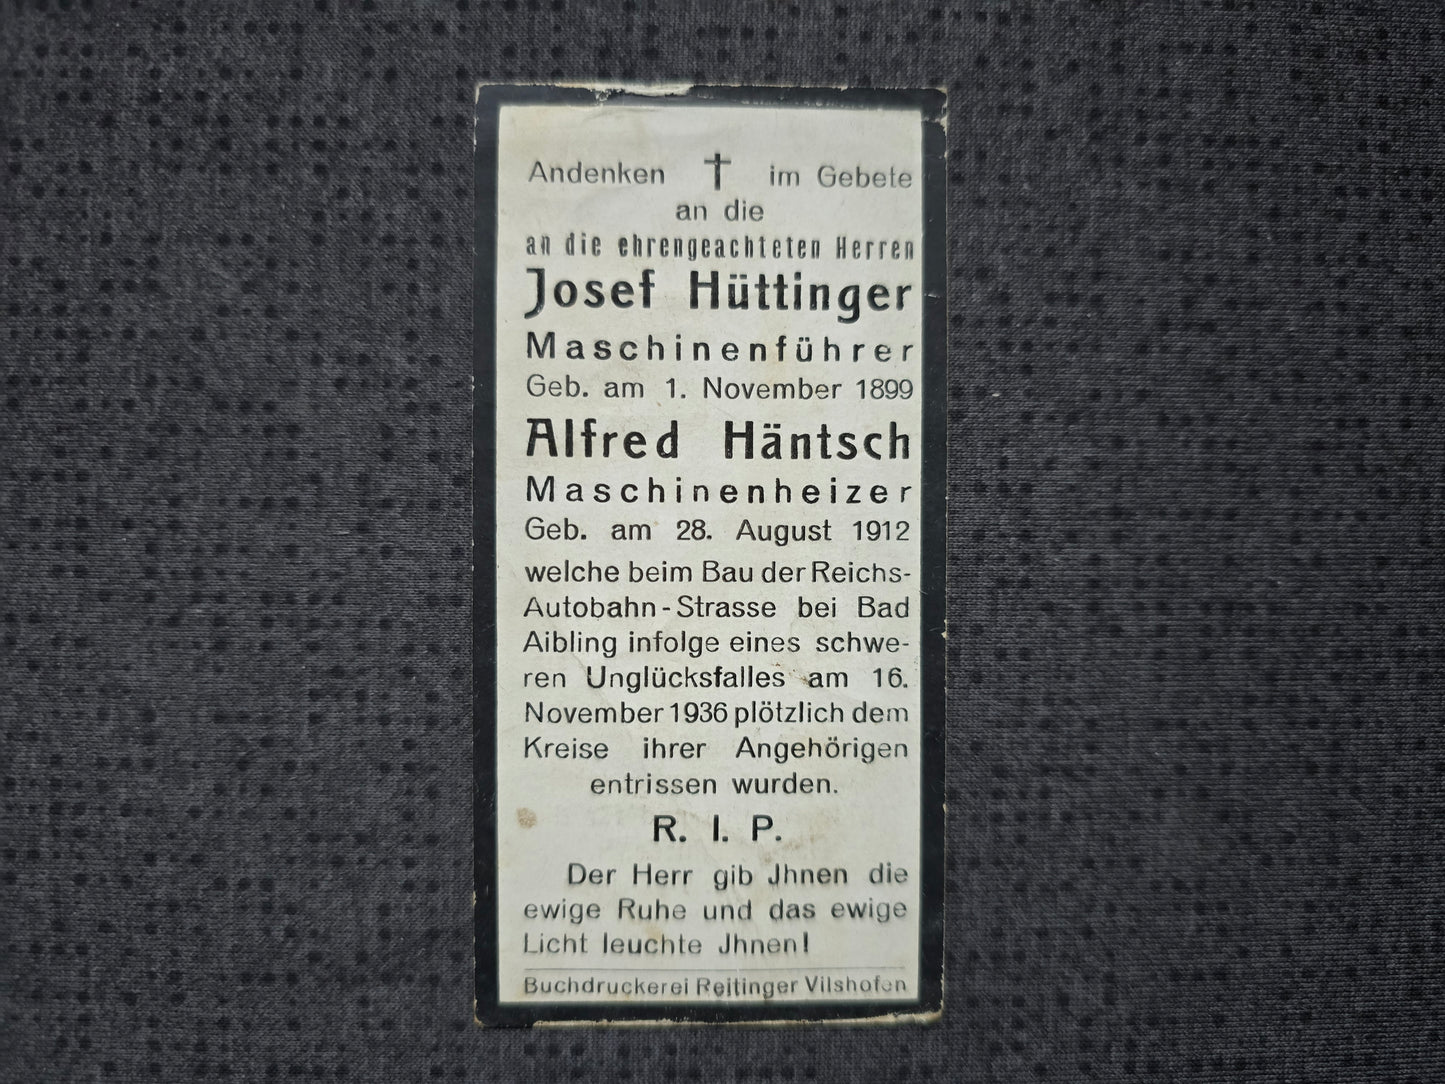 Andenken † im Gebete
an die
an die ehrengeachteten Herren
Josef Hüttinger
Maschinenführer
Geb. am 1. November 1899
Alfred Häntsch
Maschinenheizer
Geb. am 28. August 1912
welche beim Bau der Reichs-
Autobahn-Strasse bei Bad
Aibling infolge eines schwe-
ren Unglücksfalles am 16.
November 1936 plötzlich dem
Kreise ihrer Angehörigen
entrissen wurden.
R. I. P.
Der Herr gib Jhnen die
ewige Ruhe und das ewige
Licht leuchte Jhnen!
Buchdruckerei Reitinger Vilshofen